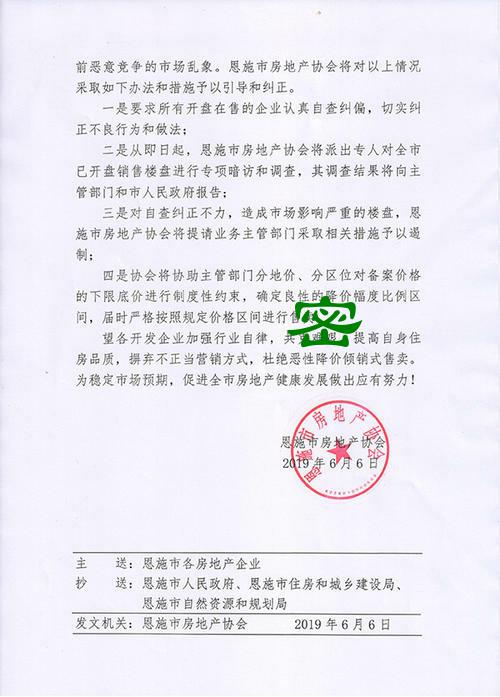 前恶意竞争的市场乱象。恩施市房地产协会将对以上情况
采取如下办法和措施予以引导和纠正。
一是要求所有开盘在售的企业认真自查纠偏，切实纠
正不良行为和做法；
二是从即日起，恩施市房地产协会将派出专人对全市
已开盘销售楼盘进行专项暗访和调查，其调查结果将向主
管部门和市人民政府报告；
三是对自查纠正不力，造成市场影响严重的楼盘，恩
施市房地产协会将提请业务主管部门采取相关措施予以遏
制；
四是协会将协助主管部门分地价、分区位对备案价格
的下限底价进行制度性约束，确定良性的降价幅度比例区
间，届时严格按照规定价格区间进行售
密
望各开发企业加强行业自律，共 提高自身住
房品质，摒弃不正当营销方式，杜绝恶性降价倾销式售卖。
为稳定市场预期，促进全市房地产健康发展做出应有努力！
恩施市房地产协会
恩施市房地产协会
2019年6月6日
主 送：恩施市各房地产企业
抄 送：恩施市人民政府、恩施市住房和城乡建设局、
恩施市自然资源和规划局
发文机关：恩施市房地产协会 2019年6月6日